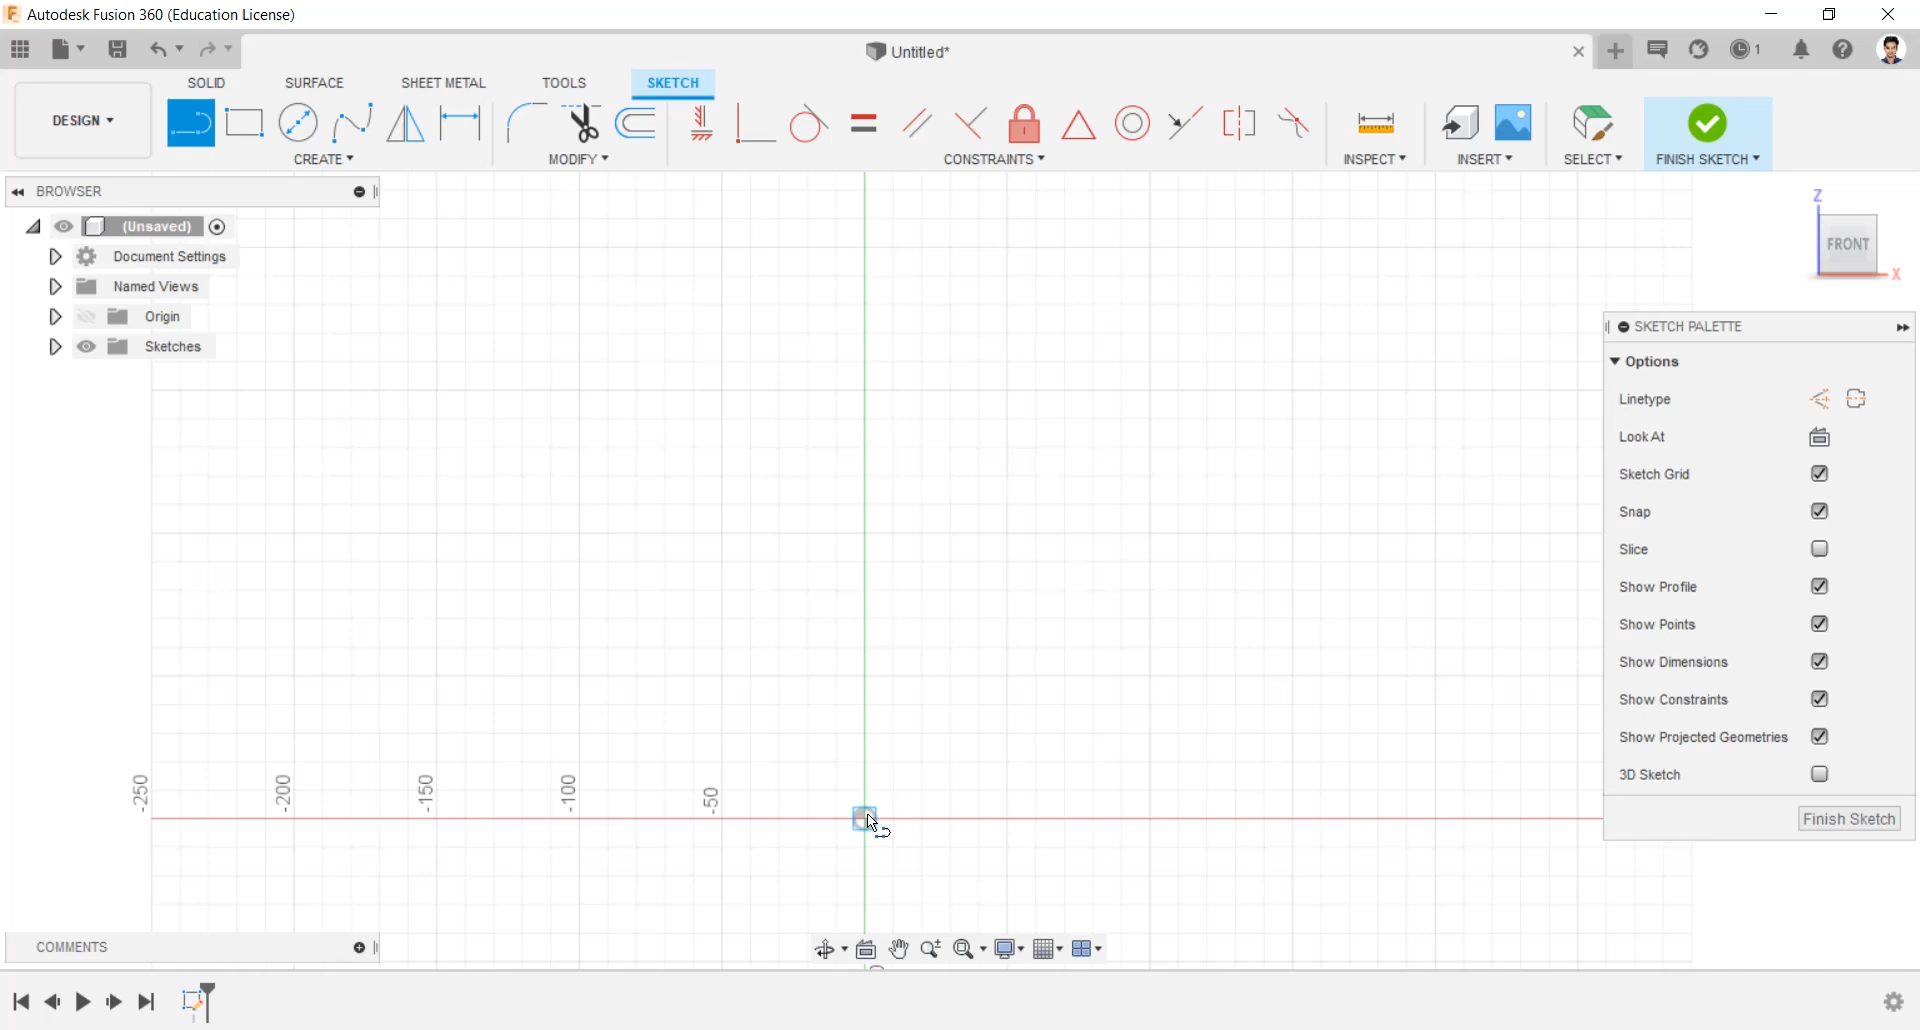 Autodesk Fusion 360 (Education License)
Untitled*
1
SOLID
SURFACE
SHEET METAL
TOOLS
SKETCH
DESIGN
CREATE
MODIFY
CONSTRAINTS
INSPECT
INSERT
SELECT
FINISH SKETCH
BROWSER
(Unsaved)
Document Settings
Named Views
Origin
Sketches
Z
FRONT
X
SKETCH PALETTE
Options
Linetype
Look At
Sketch Grid
Snap
Slice
Show Profile
Show Points
Show Dimensions
Show Constraints
Show Projected Geometries
3D Sketch
Finish Sketch
-250
-200
-150
-100
-50
COMMENTS